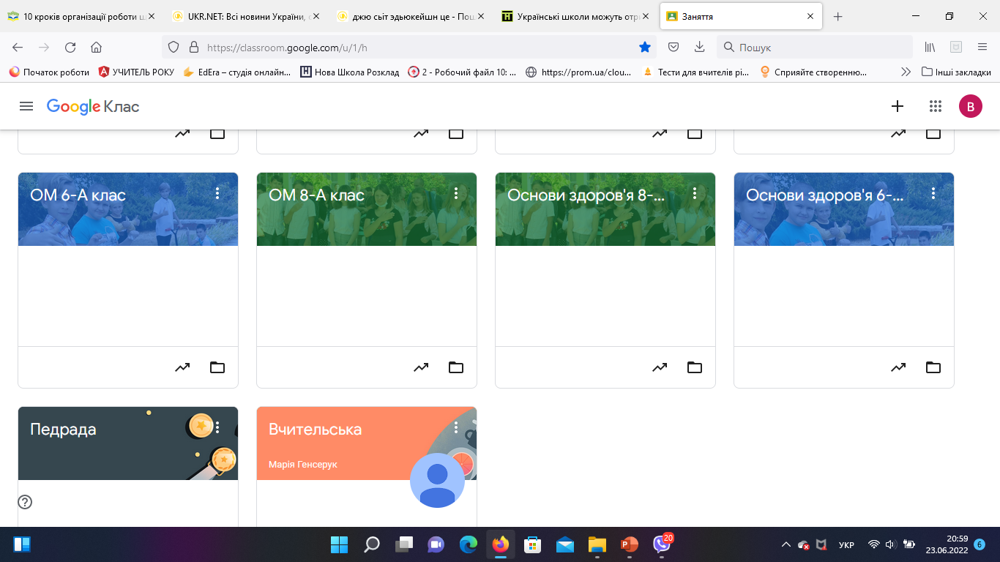 10 кроків організації роботи ш
UKR.NET: Всі новини України, 
джю сьіт эдьюкейшн це - Пош
Українські школи можуть отри
Заняття
https://classroom.google.com/u/1/h
Пошук
Початок роботи
УЧИТЕЛЬ РОКУ
EdEra – студія онлайн...
Нова Школа Розклад
2 - Робочий файл 10: ...
https://prom.ua/clou...
Тести для вчителів рі...
Сприяйте створенню...
Інші закладки
Google Клас
B
ОМ 6-А клас
ОМ 8-А клас
Основи здоров'я 8-...
Основи здоров'я 6-...
Педрада
Вчительська
Марія Генсерук
20
УКР
20:59
23.06.2022
6